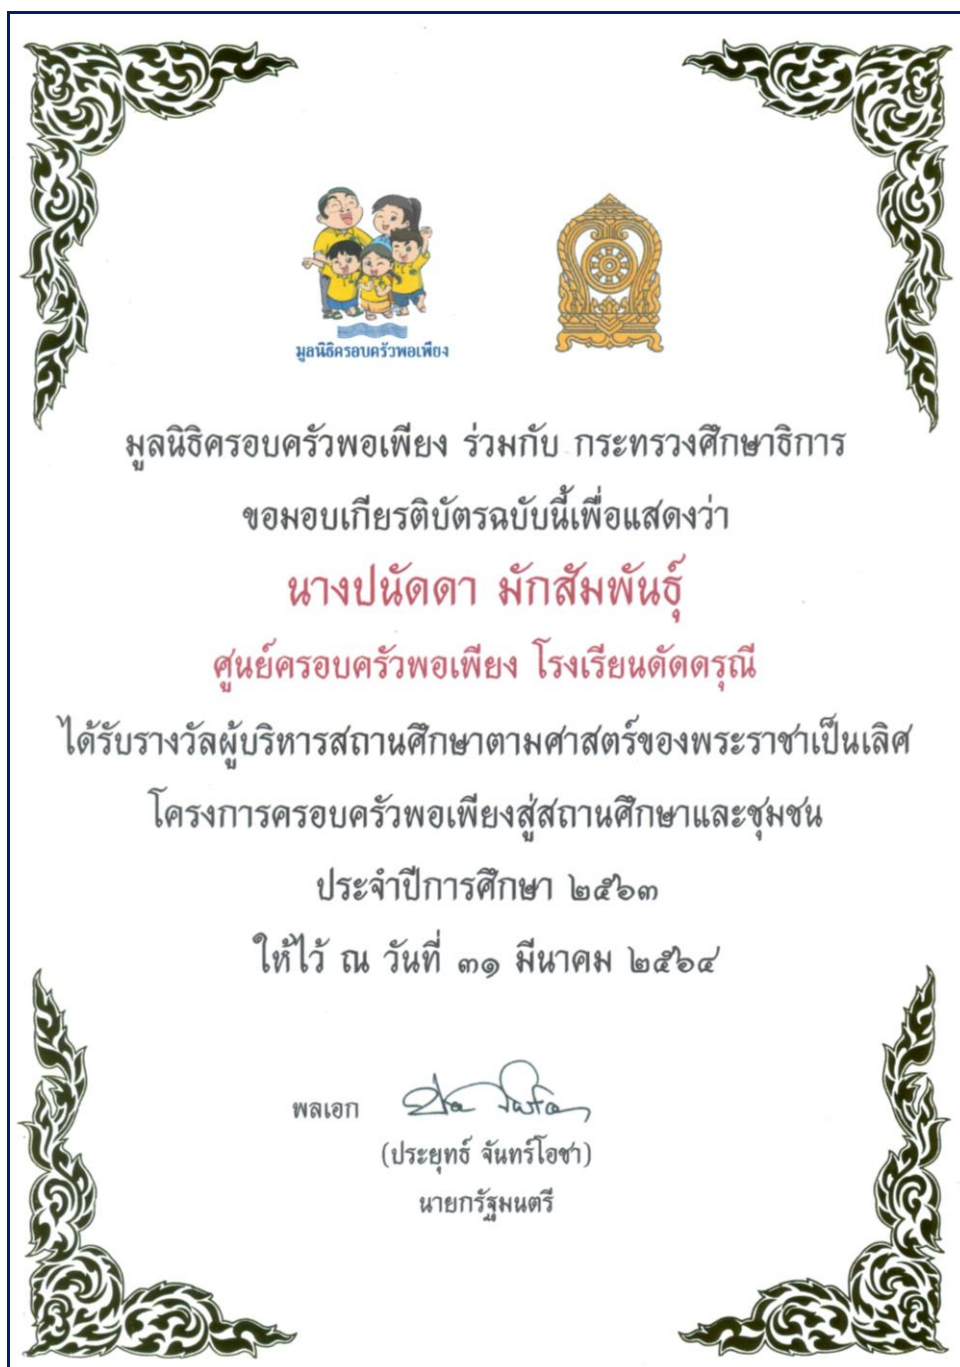 มูลนิธิครอบครัวพอเพียง
มูลนิธิครอบครัวพอเพียง ร่วมกับ กระทรวงศึกษาธิการ
ขอมอบเกียรติบัตรฉบับนี้เพื่อแสดงว่า
นางปนัดดา มักสัมพันธุ์
ศูนย์ครอบครัวพอเพียง โรงเรียนดัดดรุณี
ได้รับรางวัลผู้บริหารสถานศึกษาตามศาสตร์ของพระราชาเป็นเลิศ
โครงการครอบครัวพอเพียงสู่สถานศึกษาและชุมชน
ประจำปีการศึกษา ๒๕๖๓
ให้ไว้ ณ วันที่ ๓๑ มีนาคม ๒๕๖๔
พลเอก
(ประยุทธ์ จันทร์โอชา)
นายกรัฐมนตรี